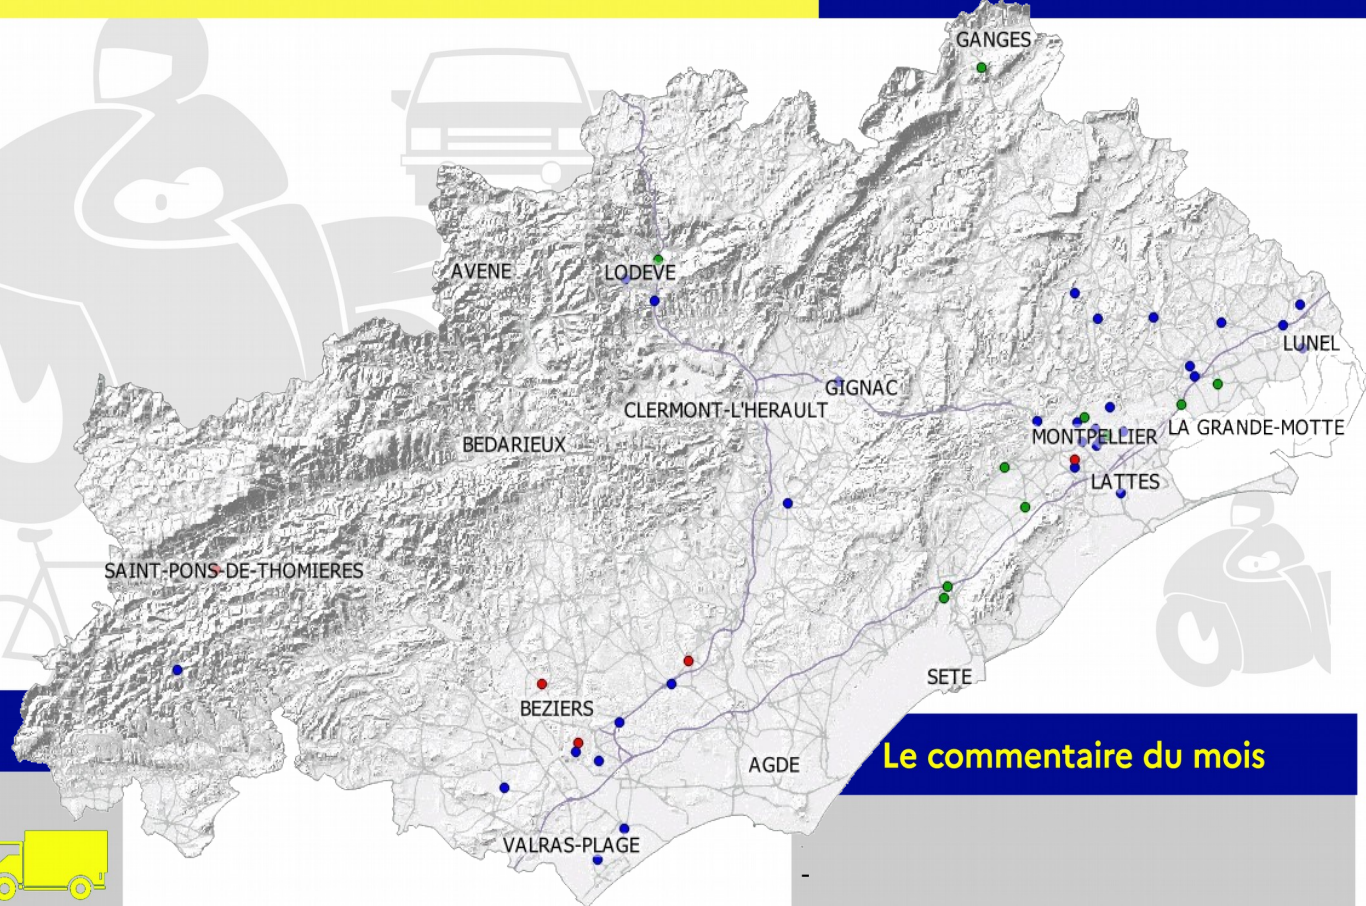 GANGES
AVENE
LODEVE
LUNEL
GIGNAC
CLERMONT-L'HERAULT
LA GRANDE-MOTTE
BEDARIEUX
MONTPELLIER
LATTES
SAINT-PONS-DE-THOMIERES
SETE
BEZIERS
Le commentaire du mois
AGDE
VALRAS-PLAGE
-